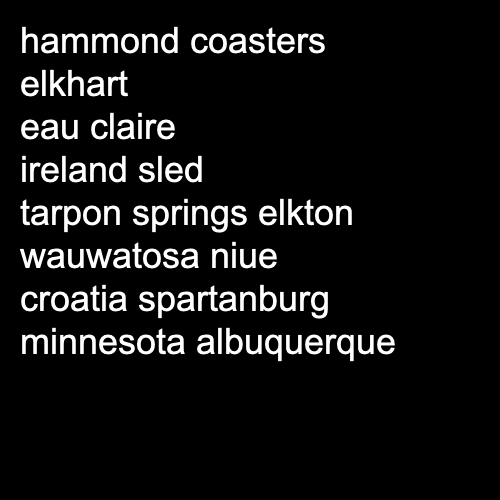 hammond coasters
elkhart
eau claire
ireland sled
tarpon springs elkton
wauwatosa niue
croatia spartanburg
minnesota albuquerque